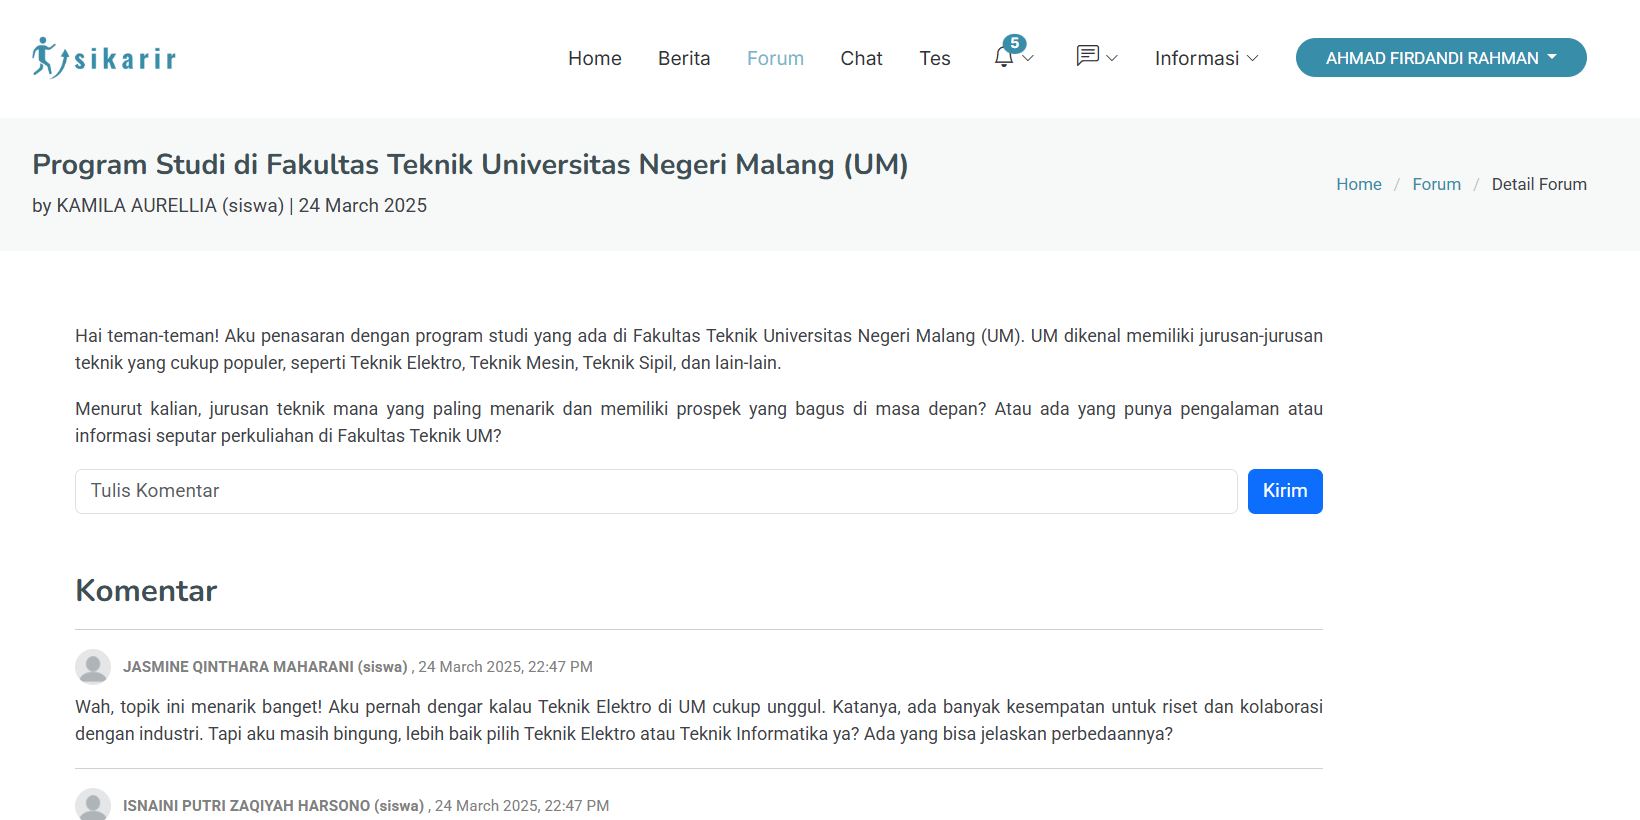 sikarir
Home Berita Forum Chat Tes 5 Informasi AHMAD FIRDANDI RAHMAN
Program Studi di Fakultas Teknik Universitas Negeri Malang (UM)
by KAMILA AURELLIA (siswa) | 24 March 2025
Home / Forum / Detail Forum
Hai teman-teman! Aku penasaran dengan program studi yang ada di Fakultas Teknik Universitas Negeri Malang (UM). UM dikenal memiliki jurusan-jurusan
teknik yang cukup populer, seperti Teknik Elektro, Teknik Mesin, Teknik Sipil, dan lain-lain.
Menurut kalian, jurusan teknik mana yang paling menarik dan memiliki prospek yang bagus di masa depan? Atau ada yang punya pengalaman atau
informasi seputar perkuliahan di Fakultas Teknik UM?
Tulis Komentar
Kirim
Komentar
JASMINE QINTHARA MAHARANI (siswa) , 24 March 2025, 22:47 PM
Wah, topik ini menarik banget! Aku pernah dengar kalau Teknik Elektro di UM cukup unggul. Katanya, ada banyak kesempatan untuk riset dan kolaborasi
dengan industri. Tapi aku masih bingung, lebih baik pilih Teknik Elektro atau Teknik Informatika ya? Ada yang bisa jelaskan perbedaannya?
ISNAINI PUTRI ZAQIYAH HARSONO (siswa) , 24 March 2025, 22:47 PM